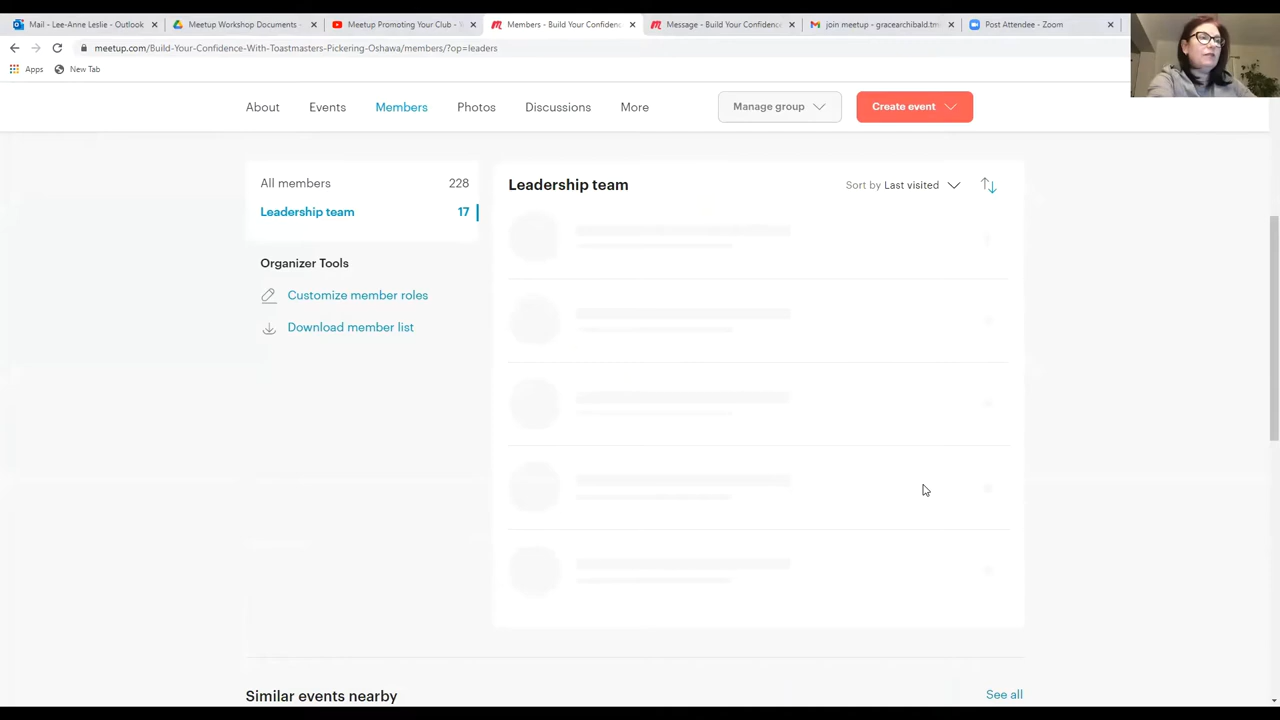 Mail - Lee-Anne Leslie - Outlook
Meetup Workshop Documents -
Meetup Promoting Your Club -
Members - Build Your Confidenc
Message - Build Your Confidence
join meetup - gracearchibald.tm
Post Attendee - Zoom
meetup.com/Build-Your-Confidence-With-Toastmasters-Pickering-Oshawa/members/?op=leaders
Apps
New Tab
About
Events
Members
Photos
Discussions
More
Manage group
Create event
All members 228
Leadership team 17
Organizer Tools
Customize member roles
Download member list
Leadership team
Sort by Last visited
Similar events nearby
See all